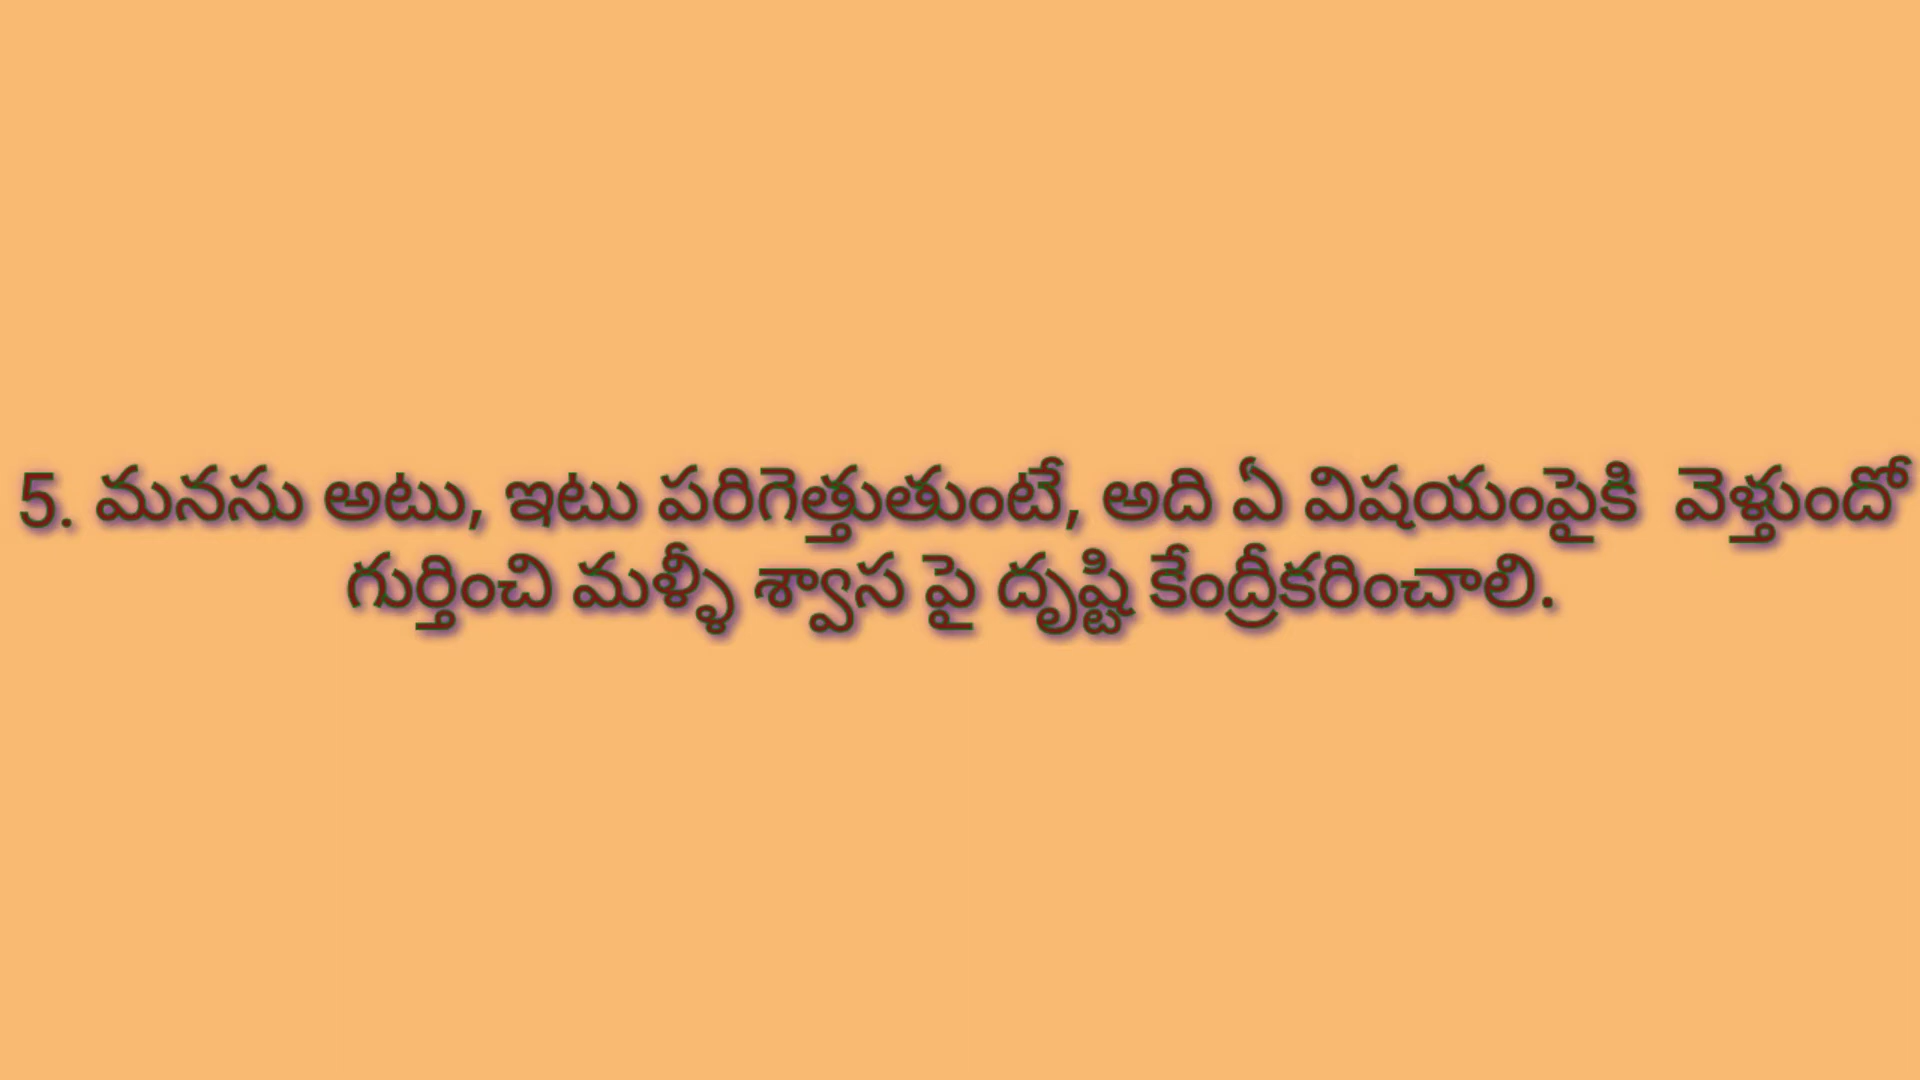 5. మనసు అటు, ఇటు పరిగెత్తుతుంటే, అది ఏ విషయంపైకి  వెళ్తుందో
గుర్తించి మళ్ళీ శ్వాస పై దృష్టి కేంద్రీకరించాలి.